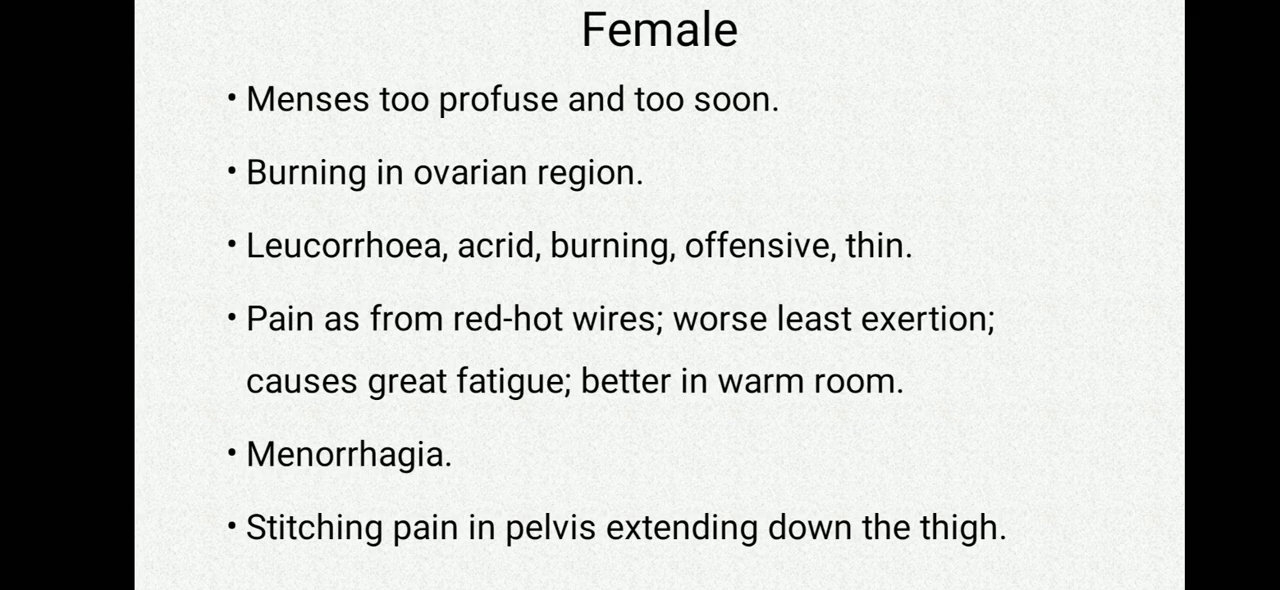 Female
• Menses too profuse and too soon.
• Burning in ovarian region.
• Leucorrhoea, acrid, burning, offensive, thin.
• Pain as from red-hot wires; worse least exertion;
causes great fatigue; better in warm room.
• Menorrhagia.
• Stitching pain in pelvis extending down the thigh.